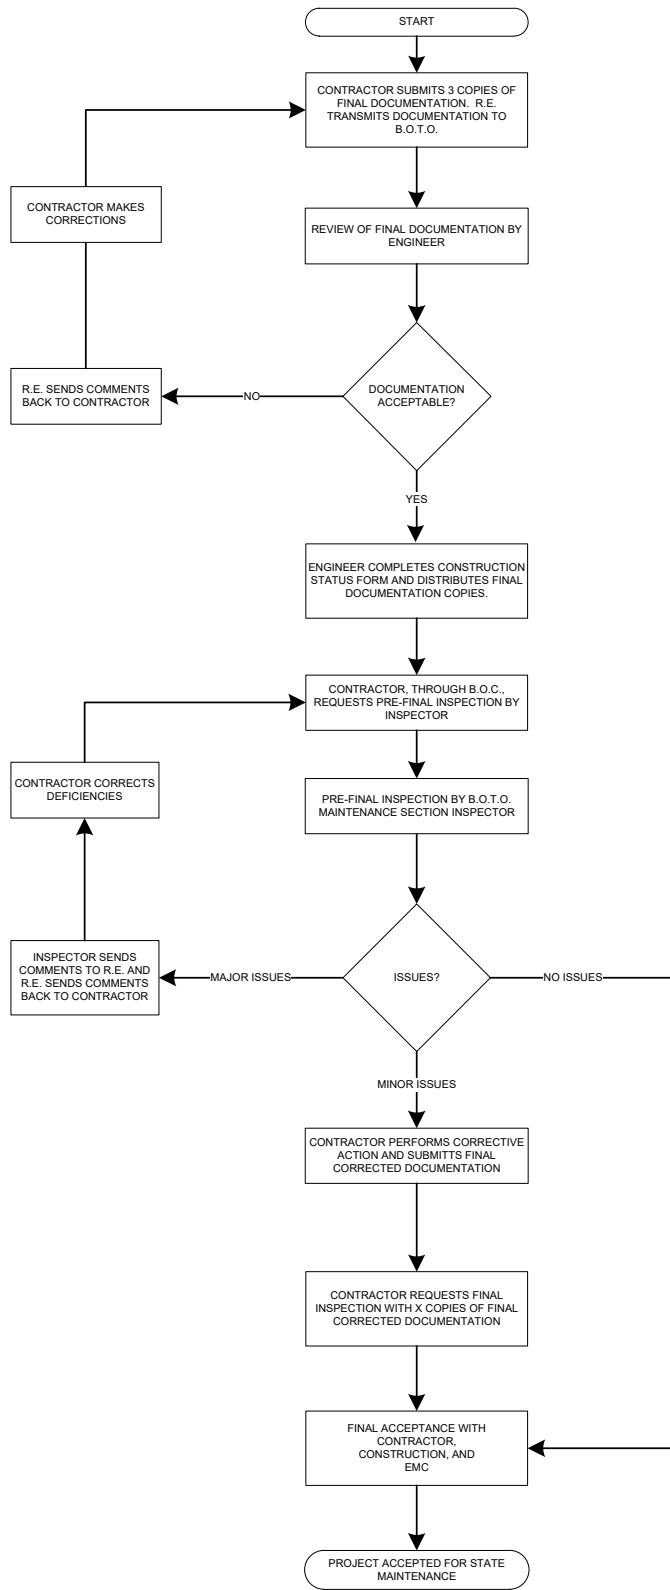 START
CONTRACTOR SUBMITS 3 COPIES OF
FINAL DOCUMENTATION. R.E.
TRANSMITS DOCUMENTATION TO
B.O.T.O.
CONTRACTOR MAKES
CORRECTIONS
REVIEW OF FINAL DOCUMENTATION BY
ENGINEER
R.E. SENDS COMMENTS
BACK TO CONTRACTOR
NO
DOCUMENTATION
ACCEPTABLE?
YES
ENGINEER COMPLETES CONSTRUCTION
STATUS FORM AND DISTRIBUTES FINAL
DOCUMENTATION COPIES.
CONTRACTOR, THROUGH B.O.C.,
REQUESTS PRE-FINAL INSPECTION BY
INSPECTOR
CONTRACTOR CORRECTS
DEFICIENCIES
PRE-FINAL INSPECTION BY B.O.T.O.
MAINTENANCE SECTION INSPECTOR
INSPECTOR SENDS
COMMENTS TO R.E. AND
R.E. SENDS COMMENTS
BACK TO CONTRACTOR
MAJOR ISSUES
ISSUES?
NO ISSUES
MINOR ISSUES
CONTRACTOR PERFORMS CORRECTIVE
ACTION AND SUBMITTS FINAL
CORRECTED DOCUMENTATION
CONTRACTOR REQUESTS FINAL
INSPECTION WITH X COPIES OF FINAL
CORRECTED DOCUMENTATION
FINAL ACCEPTANCE WITH
CONTRACTOR,
CONSTRUCTION, AND
EMC
PROJECT ACCEPTED FOR STATE
MAINTENANCE